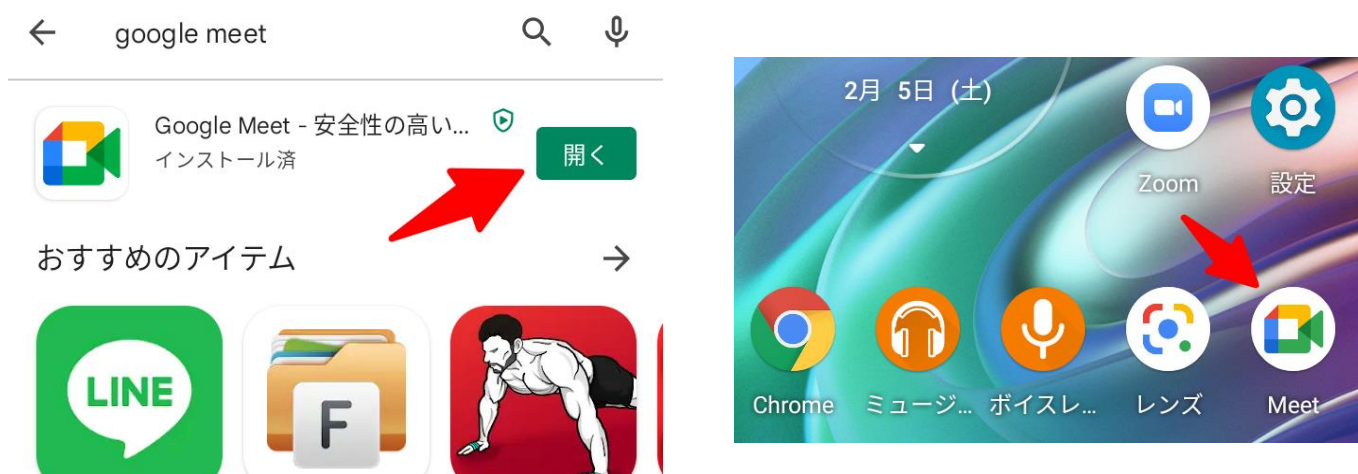 google meet
Google Meet - 安全性の高い...
インストール済
開く
おすすめのアイテム
LINE
F
2月 5日 (土)
Zoom
設定
Chrome
ミュージ...
ボイスレ...
レンズ
Meet